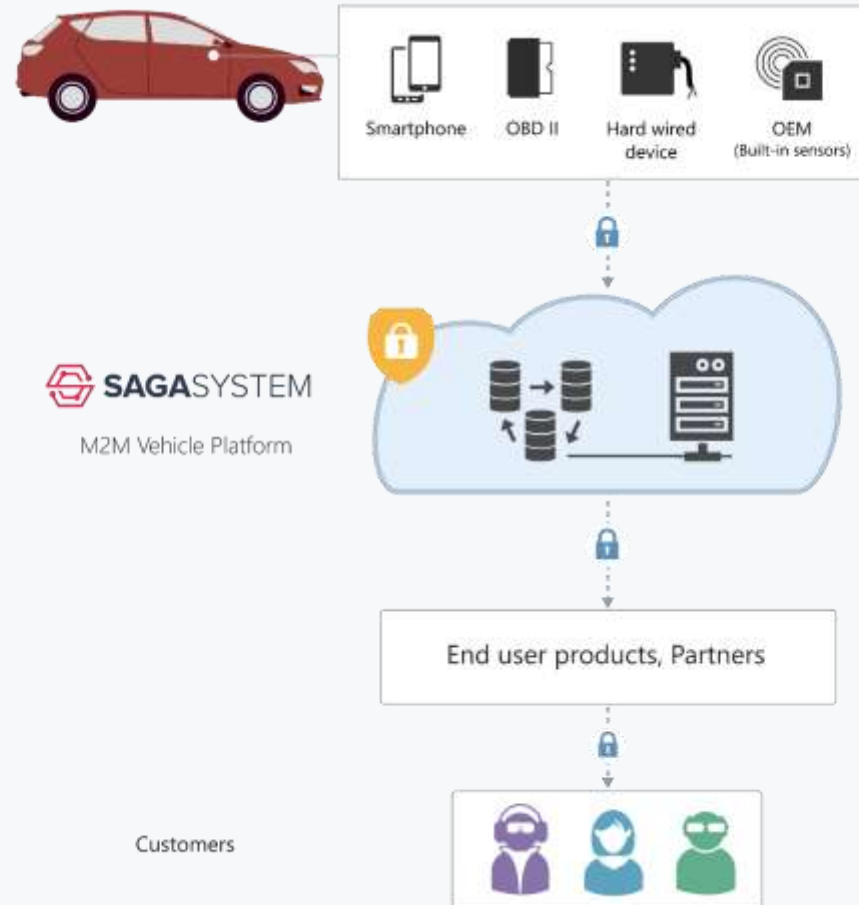 Smartphone
OBD II
Hard wired
device
OEM
(Built-in sensors)
SAGASYSTEM
M2M Vehicle Platform
End user products, Partners
Customers